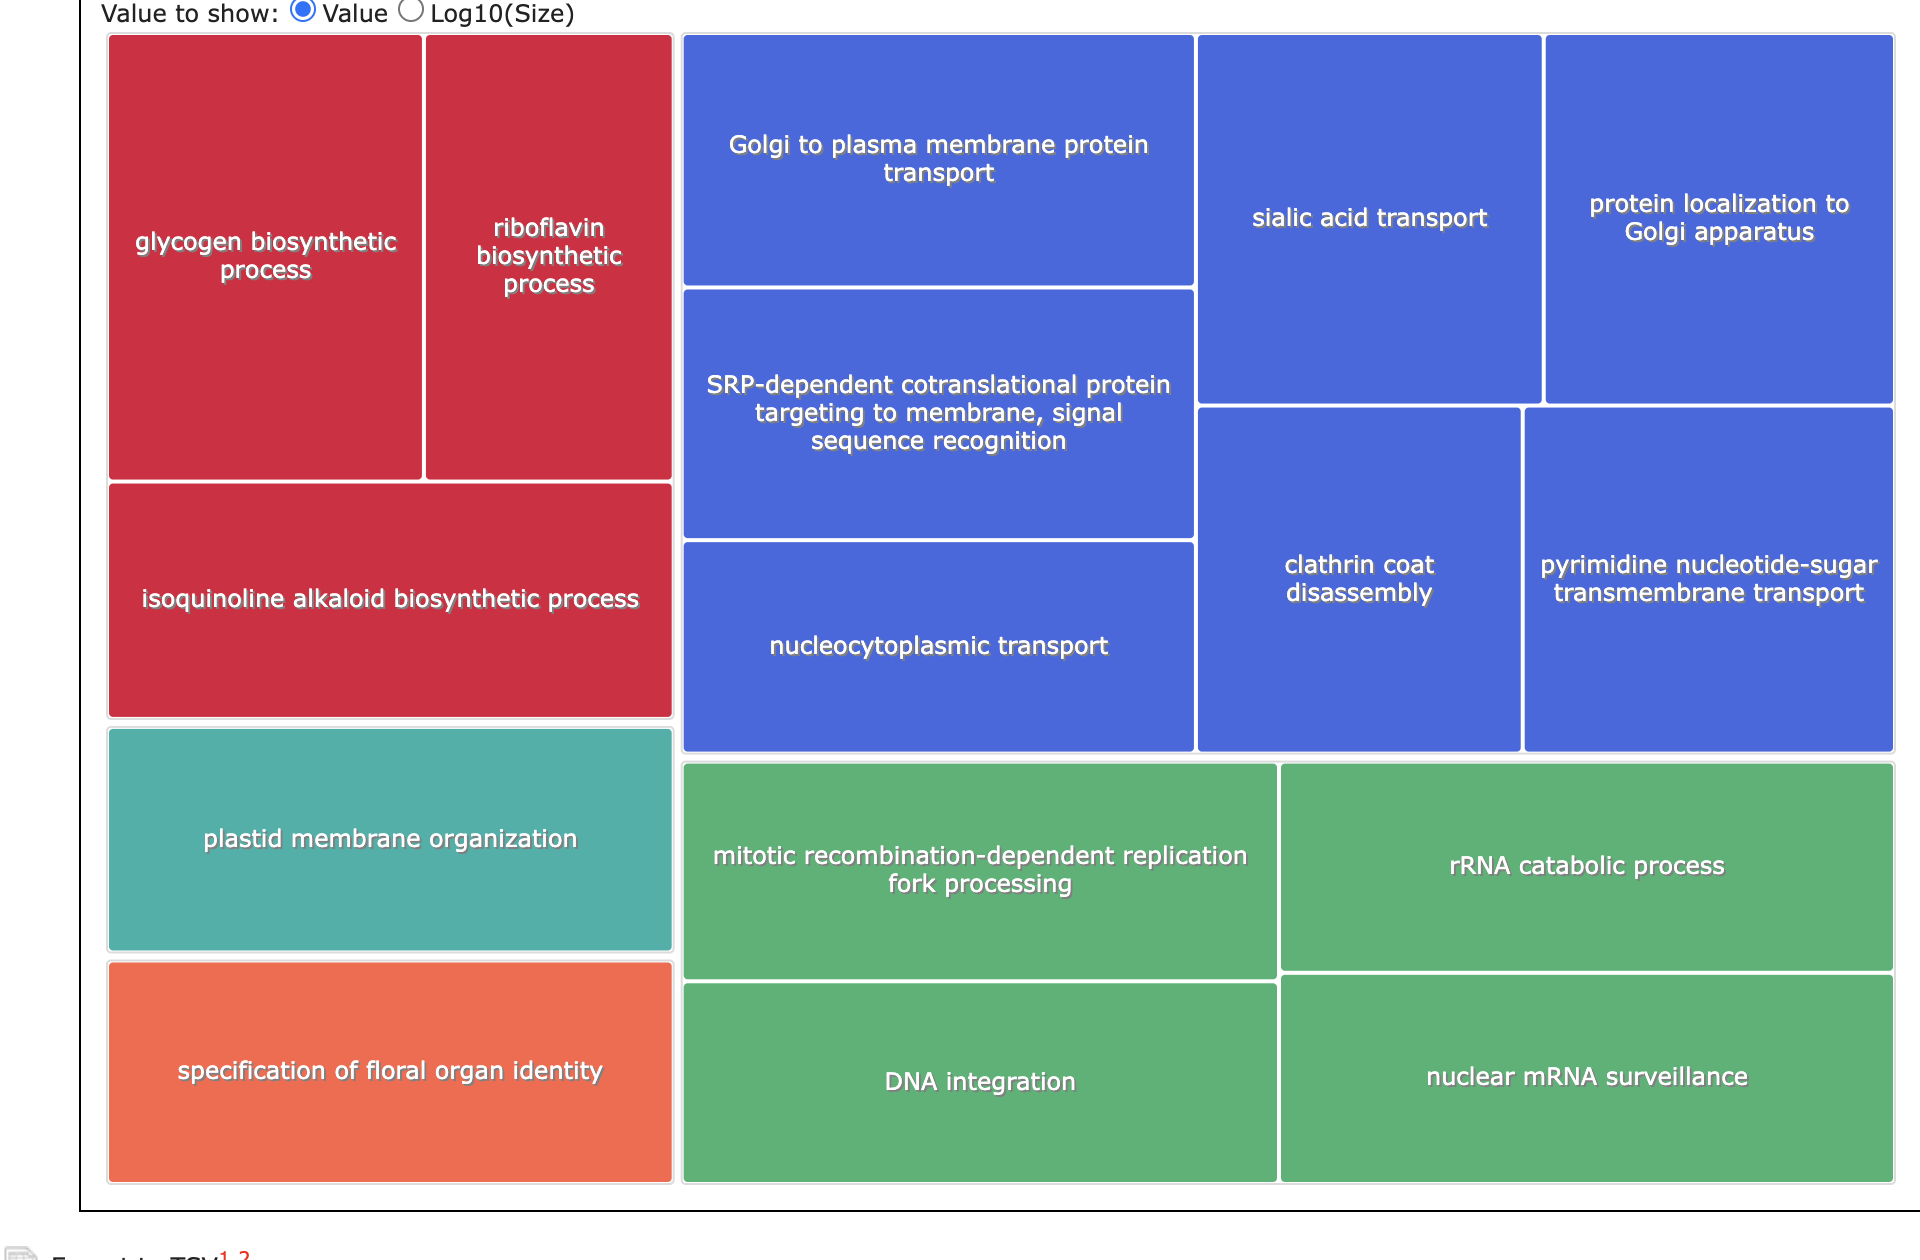 Value to show: Value Log10(Size)
glycogen biosynthetic
process
riboflavin
biosynthetic
process
isoquinoline alkaloid biosynthetic process
plastid membrane organization
specification of floral organ identity
Golgi to plasma membrane protein
transport
SRP-dependent cotranslational protein
targeting to membrane, signal
sequence recognition
nucleocytoplasmic transport
sialic acid transport
protein localization to
Golgi apparatus
clathrin coat
disassembly
pyrimidine nucleotide-sugar
transmembrane transport
mitotic recombination-dependent replication
fork processing
DNA integration
rRNA catabolic process
nuclear mRNA surveillance